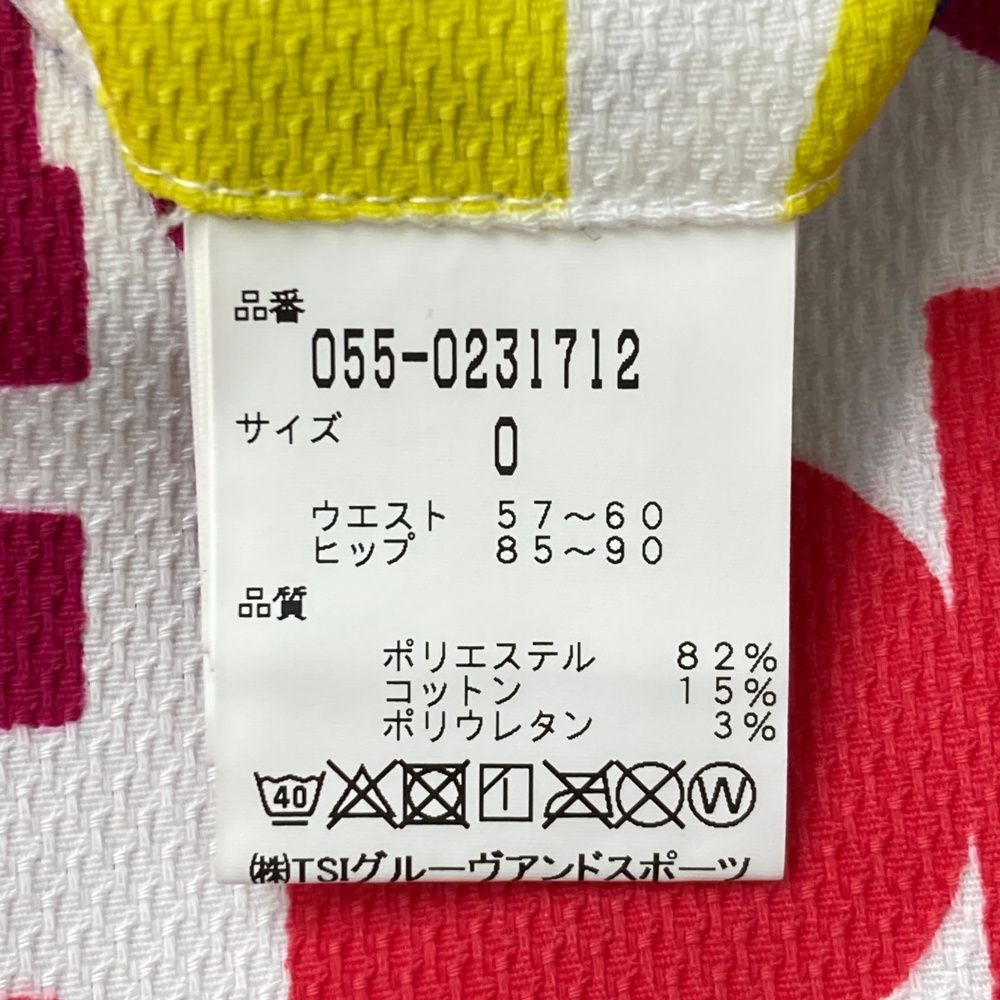 品番
055-0231712
サイズ
0
ウエスト 57~60
ヒップ 85~90
品質
ポリエステル 82%
コットン 15%
ポリウレタン 3%
40 W
㈱TSIグルーヴアンドスポーツ